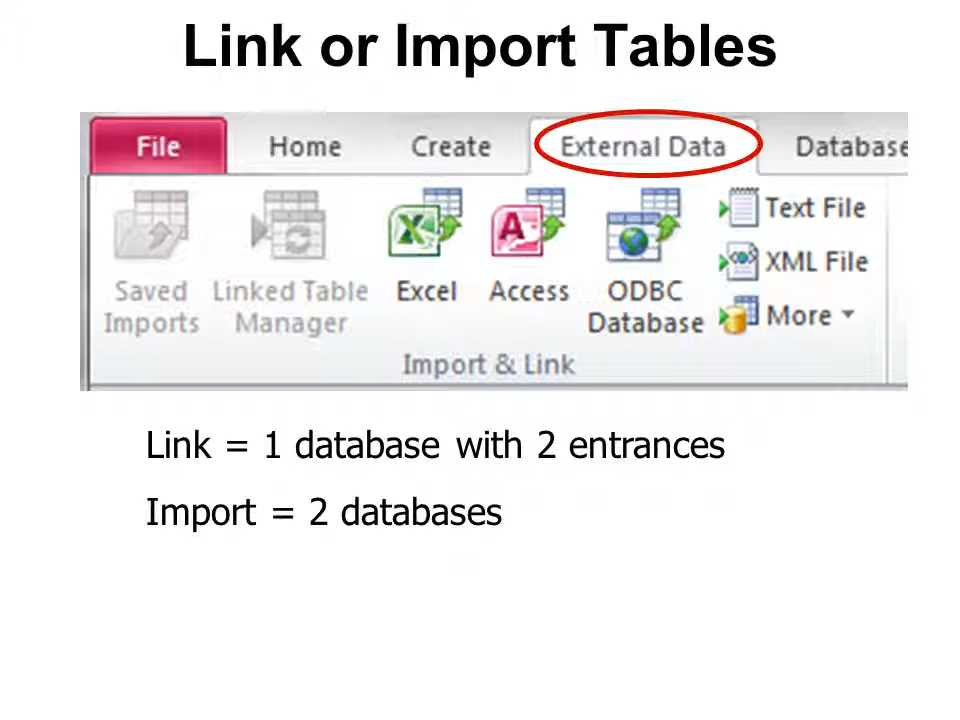 Link or Import Tables
File Home Create External Data Database
Saved Imports Linked Table Manager Excel Access ODBC Database Text File
XML File
More
Import & Link
Link = 1 database with 2 entrances
Import = 2 databases